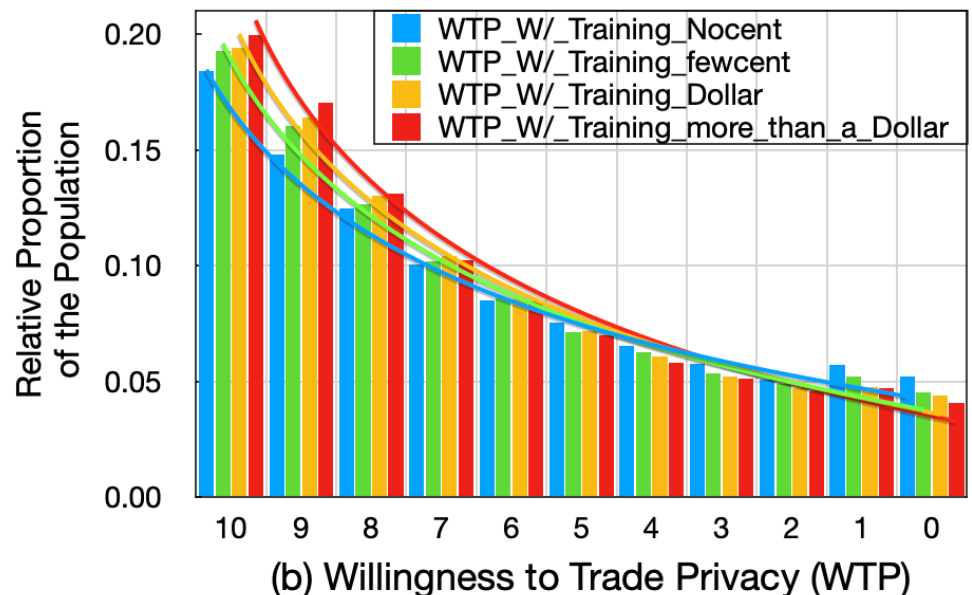 WTP_W/_Training_Nocent
WTP_W/_Training_fewcent
WTP_W/_Training_Dollar
WTP_W/_Training_more_than_a_Dollar
Relative Proportion
of the Population
0.20
0.15
0.10
0.05
0.00
10 9 8 7 6 5 4 3 2 1 0
(b) Willingness to Trade Privacy (WTP)